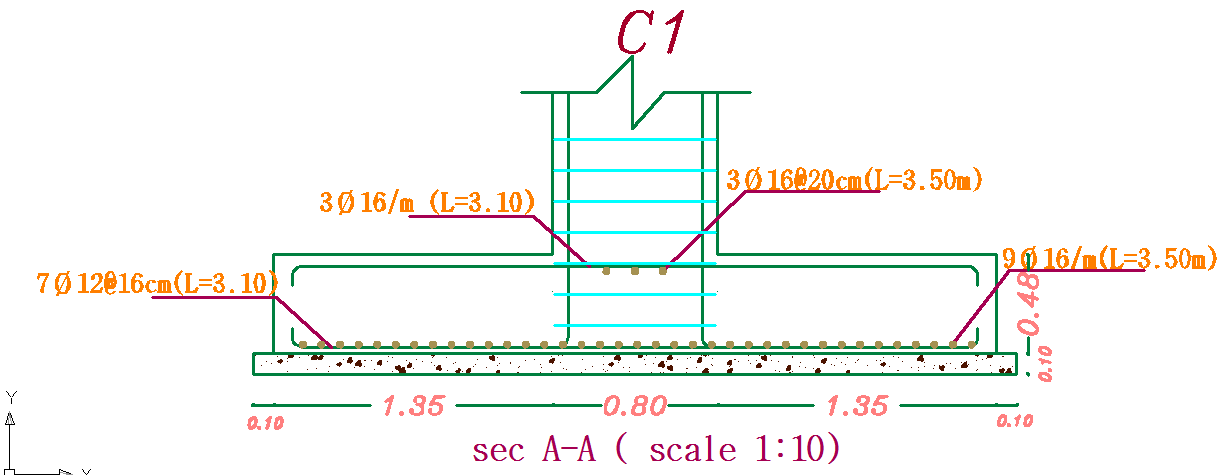 C1
3Ø16@20cm(L=3.50m)
3Ø16/m (L=3.10)
9Ø16/m(L=3.50m)
7Ø12@16cm(L=3.10)
0.48
0.10
1.35 0.80 1.35
0.10 0.10
sec A-A ( scale 1:10)
Y
X